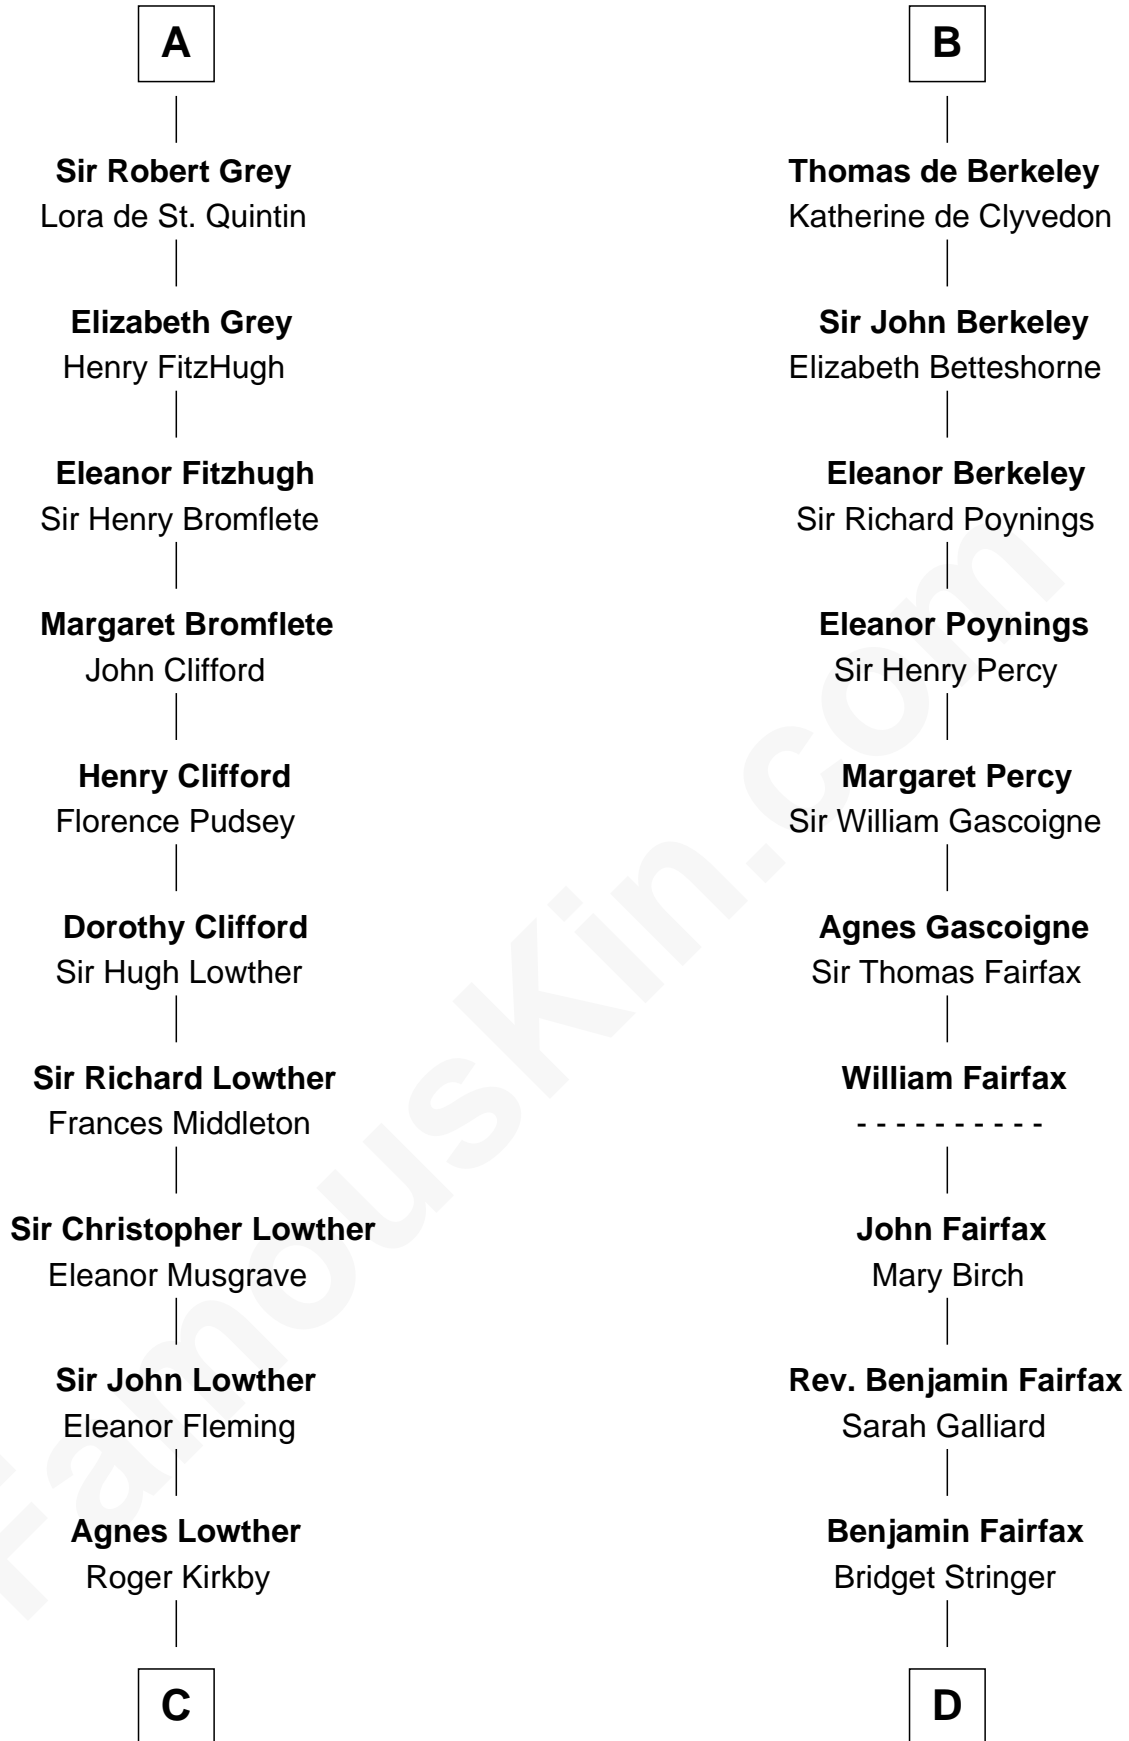 A
Sir Robert Grey
Lora de St. Quintin
Elizabeth Grey
Henry FitzHugh
Eleanor Fitzhugh
Sir Henry Bromflete
Margaret Bromflete
John Clifford
Henry Clifford
Florence Pudsey
Dorothy Clifford
Sir Hugh Lowther
Sir Richard Lowther
Frances Middleton
Sir Christopher Lowther
Eleanor Musgrave
Sir John Lowther
Eleanor Fleming
Agnes Lowther
Roger Kirkby
C
B
Thomas de Berkeley
Katherine de Clyvedon
Sir John Berkeley
Elizabeth Betteshorne
Eleanor Berkeley
Sir Richard Poynings
Eleanor Poynings
Sir Henry Percy
Margaret Percy
Sir William Gascoigne
Agnes Gascoigne
Sir Thomas Fairfax
William Fairfax
- - - - - - - - - -
John Fairfax
Mary Birch
Rev. Benjamin Fairfax
Sarah Galliard
Benjamin Fairfax
Bridget Stringer
D
FamousKin.com